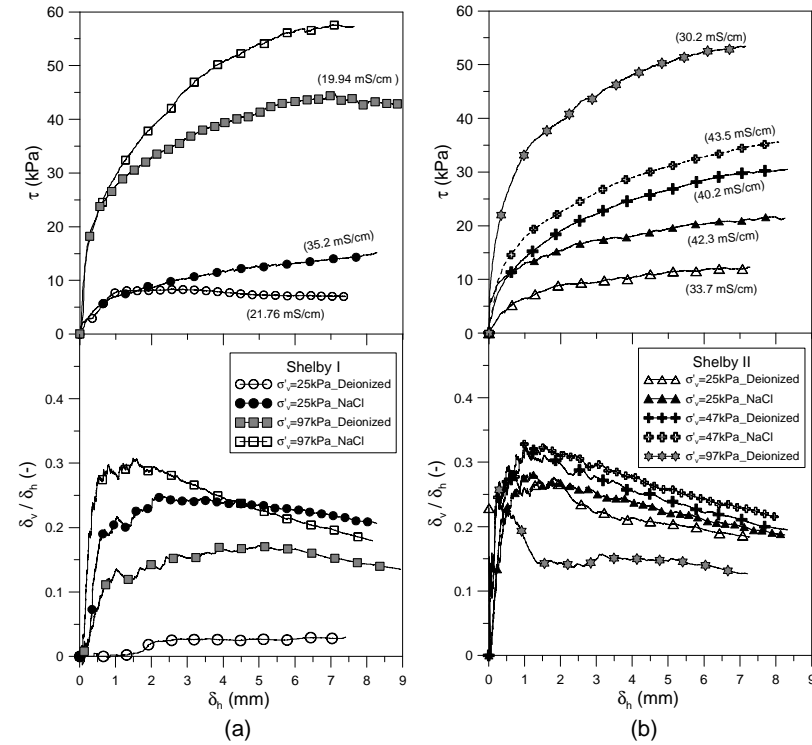 60
50
40
30
20
10
0
τ (kPa)
(19.94 mS/cm )
(35.2 mS/cm)
(21.76 mS/cm)
60
50
40
30
20
10
0
τ (kPa)
(30.2 mS/cm)
(43.5 mS/cm)
(40.2 mS/cm)
(42.3 mS/cm)
(33.7 mS/cm)
Shelby I
σ'v=25kPa_Deionized
σ'v=25kPa_NaCl
σ'v=97kPa_Deionized
σ'v=97kPa_NaCl
0.4
0.3
0.2
0.1
0
δv / δh (-)
0 1 2 3 4 5 6 7 8 9
δh (mm)
(a)
Shelby II
σ'v=25kPa_Deionized
σ'v=25kPa_NaCl
σ'v=47kPa_Deionized
σ'v=47kPa_NaCl
σ'v=97kPa_Deionized
0.4
0.3
0.2
0.1
0
δv / δh (-)
0 1 2 3 4 5 6 7 8 9
δh (mm)
(b)